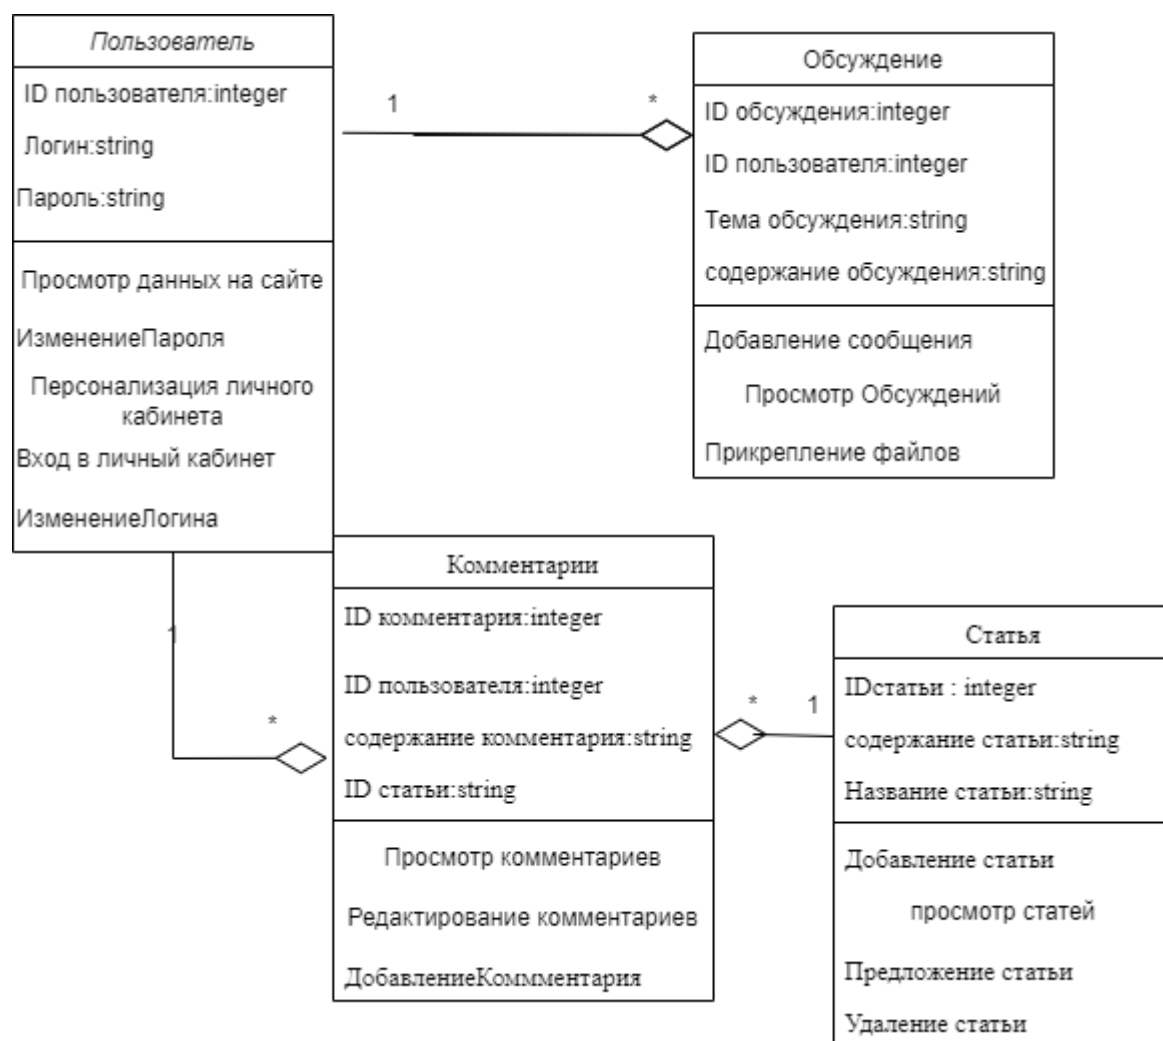 Пользователь
ID пользователя:integer
Логин:string
Пароль:string
Просмотр данных на сайте
ИзменениеПароля
Персонализация личного
кабинета
Вход в личный кабинет
ИзменениеЛогина
1
*
Обсуждение
ID обсуждения:integer
ID пользователя:integer
Тема обсуждения:string
содержание обсуждения:string
Добавление сообщения
Просмотр Обсуждений
Прикрепление файлов
1
*
Комментарии
ID комментария:integer
ID пользователя:integer
содержание комментария:string
ID статьи:string
Просмотр комментариев
Редактирование комментариев
ДобавлениеКоммментария
*
1
Статья
IDстатьи : integer
содержание статьи:string
Название статьи:string
Добавление статьи
просмотр статей
Предложение статьи
Удаление статьи